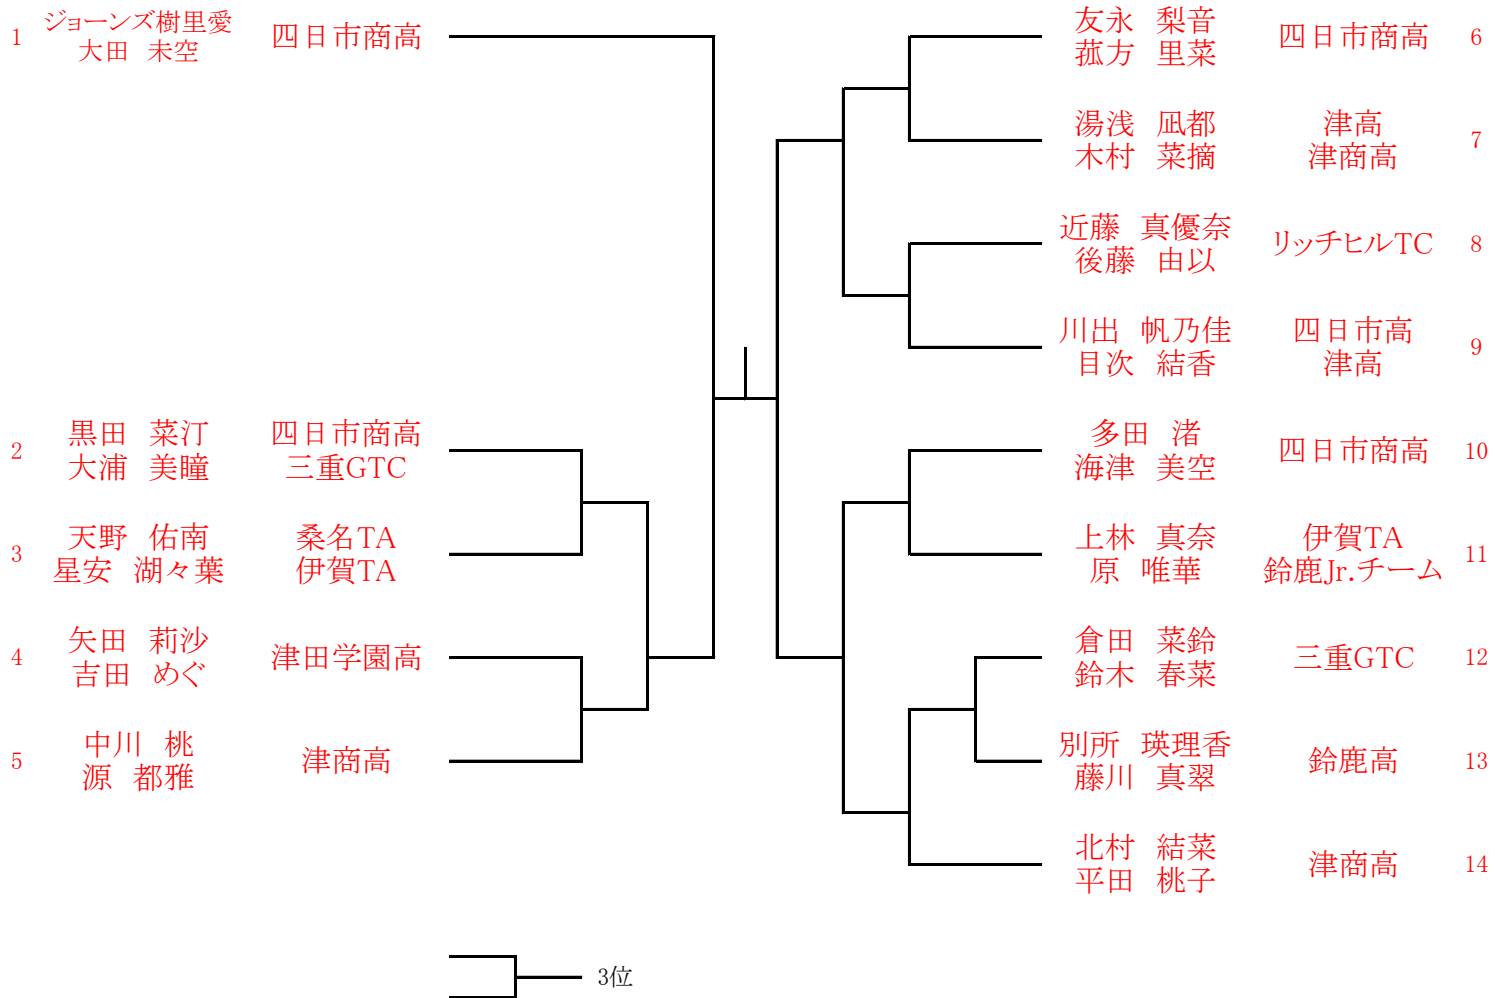 1 ジョーンズ樹里愛 四日市商高
大田 未空
2 黒田 菜汀 四日市商高
大浦 美瞳 三重GTC
3 天野 佑南 桑名TA
星安 湖々葉 伊賀TA
4 矢田 莉沙 津田学園高
吉田 めぐ
5 中川 桃 津商高
源 都雅
友永 梨音 四日市商高 6
菰方 里菜
湯浅 凪都 津高 7
木村 菜摘 津商高
近藤 真優奈 リッチヒルTC 8
後藤 由以
川出 帆乃佳 四日市高 9
目次 結香 津高
多田 渚 四日市商高 10
海津 美空
上林 真奈 伊賀TA 11
原 唯華 鈴鹿Jr.チーム
倉田 菜鈴 三重GTC 12
鈴木 春菜
別所 瑛理香 鈴鹿高 13
藤川 真翠
北村 結菜 津商高 14
平田 桃子
3位